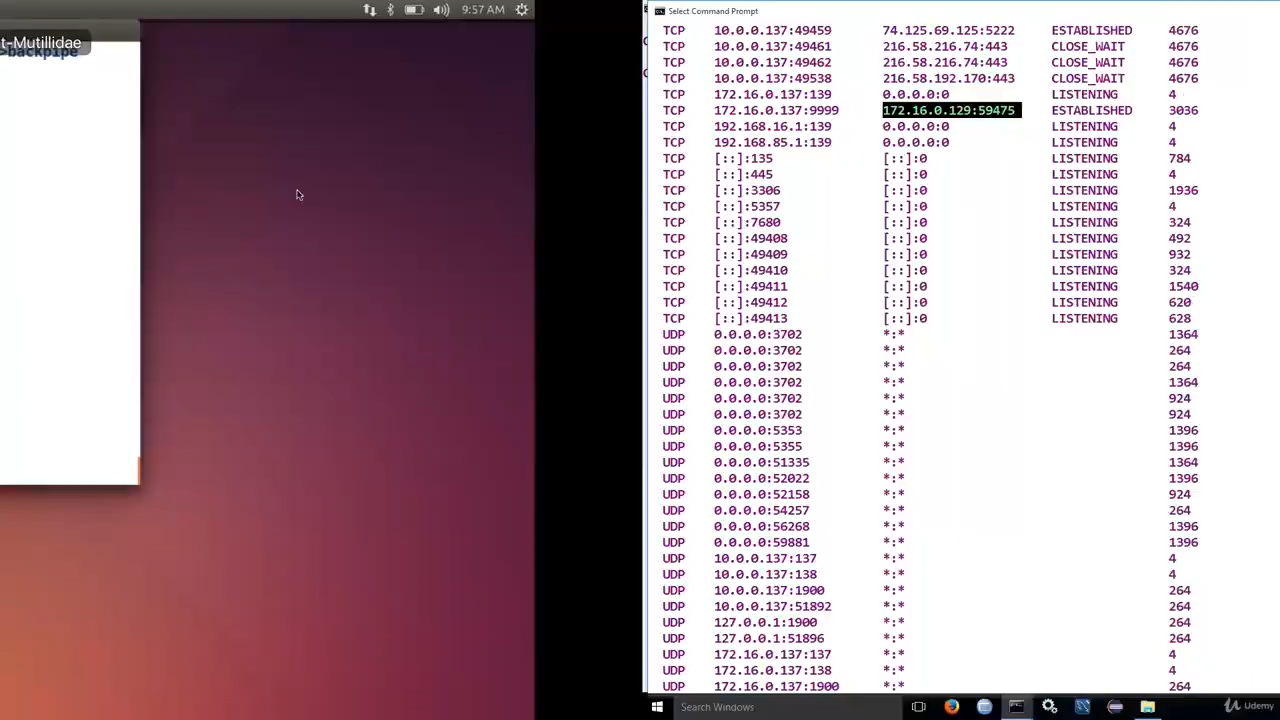 9:57 AM
t-Mutillidae
>backpipe
Select Command Prompt
TCP 10.0.0.137:49459 74.125.69.125:5222 ESTABLISHED 4676
TCP 10.0.0.137:49461 216.58.216.74:443 CLOSE_WAIT 4676
TCP 10.0.0.137:49462 216.58.216.74:443 CLOSE_WAIT 4676
TCP 10.0.0.137:49538 216.58.192.170:443 CLOSE_WAIT 4676
TCP 172.16.0.137:139 0.0.0.0:0 LISTENING 4
TCP 172.16.0.137:9999 172.16.0.129:59475 ESTABLISHED 3036
TCP 192.168.16.1:139 0.0.0.0:0 LISTENING 4
TCP 192.168.85.1:139 0.0.0.0:0 LISTENING 4
TCP [::]:135 [::]:0 LISTENING 784
TCP [::]:445 [::]:0 LISTENING 4
TCP [::]:3306 [::]:0 LISTENING 1936
TCP [::]:5357 [::]:0 LISTENING 4
TCP [::]:7680 [::]:0 LISTENING 324
TCP [::]:49408 [::]:0 LISTENING 492
TCP [::]:49409 [::]:0 LISTENING 932
TCP [::]:49410 [::]:0 LISTENING 324
TCP [::]:49411 [::]:0 LISTENING 1540
TCP [::]:49412 [::]:0 LISTENING 620
TCP [::]:49413 [::]:0 LISTENING 628
UDP 0.0.0.0:3702 *:* 1364
UDP 0.0.0.0:3702 *:* 264
UDP 0.0.0.0:3702 *:* 264
UDP 0.0.0.0:3702 *:* 1364
UDP 0.0.0.0:3702 *:* 924
UDP 0.0.0.0:3702 *:* 924
UDP 0.0.0.0:5353 *:* 1396
UDP 0.0.0.0:5355 *:* 1396
UDP 0.0.0.0:51335 *:* 1364
UDP 0.0.0.0:52022 *:* 1396
UDP 0.0.0.0:52158 *:* 924
UDP 0.0.0.0:54257 *:* 264
UDP 0.0.0.0:56268 *:* 1396
UDP 0.0.0.0:59881 *:* 1396
UDP 10.0.0.137:137 *:* 4
UDP 10.0.0.137:138 *:* 4
UDP 10.0.0.137:1900 *:* 264
UDP 10.0.0.137:51892 *:* 264
UDP 127.0.0.1:1900 *:* 264
UDP 127.0.0.1:51896 *:* 264
UDP 172.16.0.137:137 *:* 4
UDP 172.16.0.137:138 *:* 4
UDP 172.16.0.137:1900 *:* 264
Search Windows
Udemy